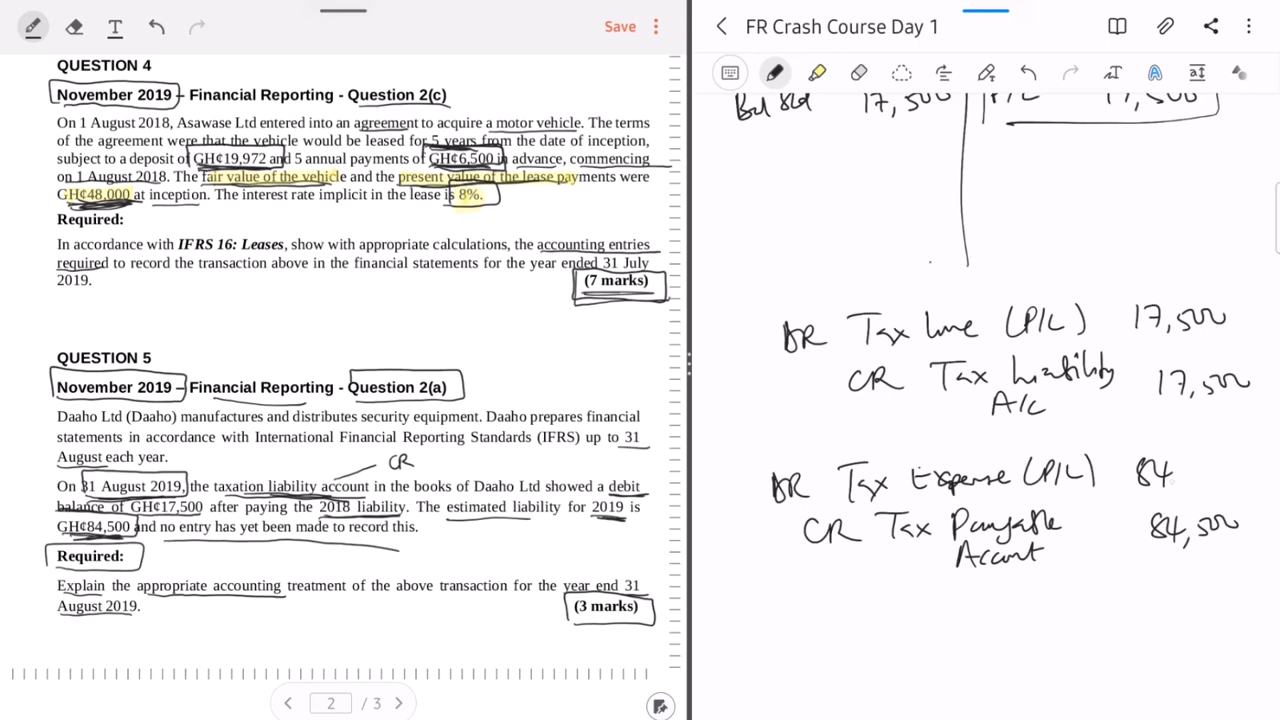 Save
QUESTION 4
November 2019 – Financial Reporting - Question 2(c)
On 1 August 2018, Asawase Ltd entered into an agreement to acquire a motor vehicle. The terms
of the agreement were that the vehicle would be leased for 5 years from the date of inception,
subject to a deposit of GH¢19,972 and 5 annual payments of GH¢6,500 in advance, commencing
on 1 August 2018. The fair value of the vehicle and the present value of the lease payments were
GH¢48,000 at inception. The interest rate implicit in the lease is 8%.
Required:
In accordance with IFRS 16: Leases, show with appropriate calculations, the accounting entries
required to record the transaction above in the financial statements for the year ended 31 July
2019.
(7 marks)
QUESTION 5
November 2019 – Financial Reporting - Question 2(a)
Daaho Ltd (Daaho) manufactures and distributes security equipment. Daaho prepares financial
statements in accordance with International Financial Reporting Standards (IFRS) up to 31
August each year.
CR
On 31 August 2019, the taxation liability account in the books of Daaho Ltd showed a debit
balance of GH¢17,500 after paying the 2018 liability. The estimated liability for 2019 is
GH¢84,500 and no entry has yet been made to record this.
Required:
Explain the appropriate accounting treatment of the above transaction for the year end 31
August 2019.
(3 marks)
2 / 3
FR Crash Course Day 1
Bal bld 17,500 P/L 17,500
DR Tax line (P/L) 17,500
CR Tax Liability 17,500
A/c
DR Tax Expense (P/L) 84
CR Tax Payable 84,500
Account